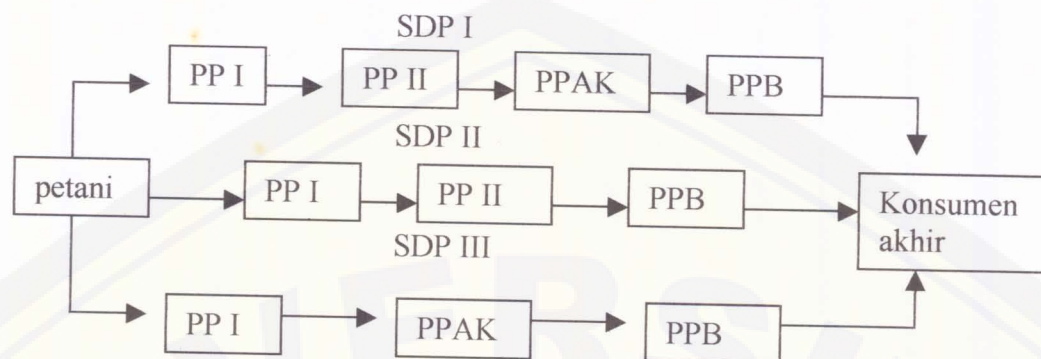 SDP I
PP I
PP II
PPAK
PPB
SDP II
petani
PP I
PP II
PPB
Konsumen
akhir
SDP III
PP I
PPAK
PPB